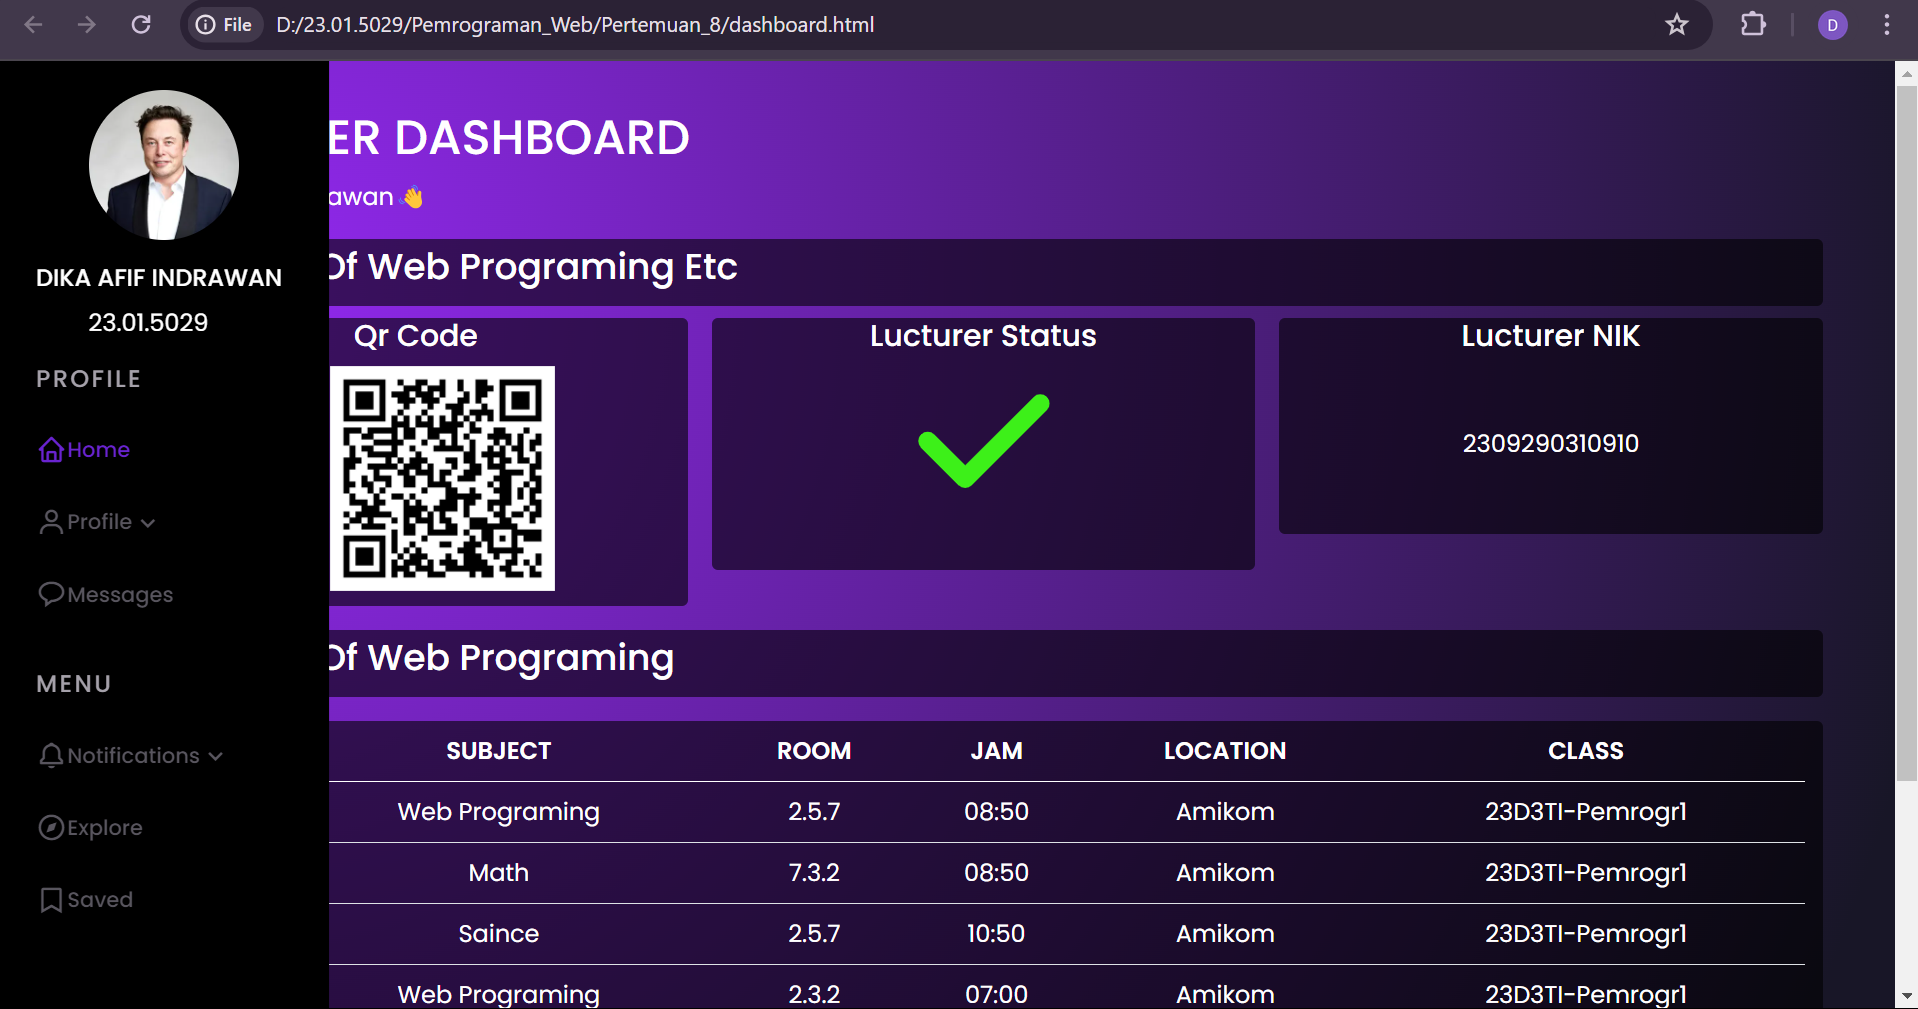 File D:/23.01.5029/Pemrograman_Web/Pertemuan_8/dashboard.html
D
DIKA AFIF INDRAWAN
23.01.5029
PROFILE
Home
Profile
Messages
MENU
Notifications
Explore
Saved
ER DASHBOARD
awan 👋
Of Web Programing Etc
Qr Code
Lucturer Status
Lucturer NIK
2309290310910
Of Web Programing
SUBJECT ROOM JAM LOCATION CLASS
Web Programing 2.5.7 08:50 Amikom 23D3TI-Pemrogr1
Math 7.3.2 08:50 Amikom 23D3TI-Pemrogr1
Saince 2.5.7 10:50 Amikom 23D3TI-Pemrogr1
Web Programing 2.3.2 07:00 Amikom 23D3TI-Pemrogr1